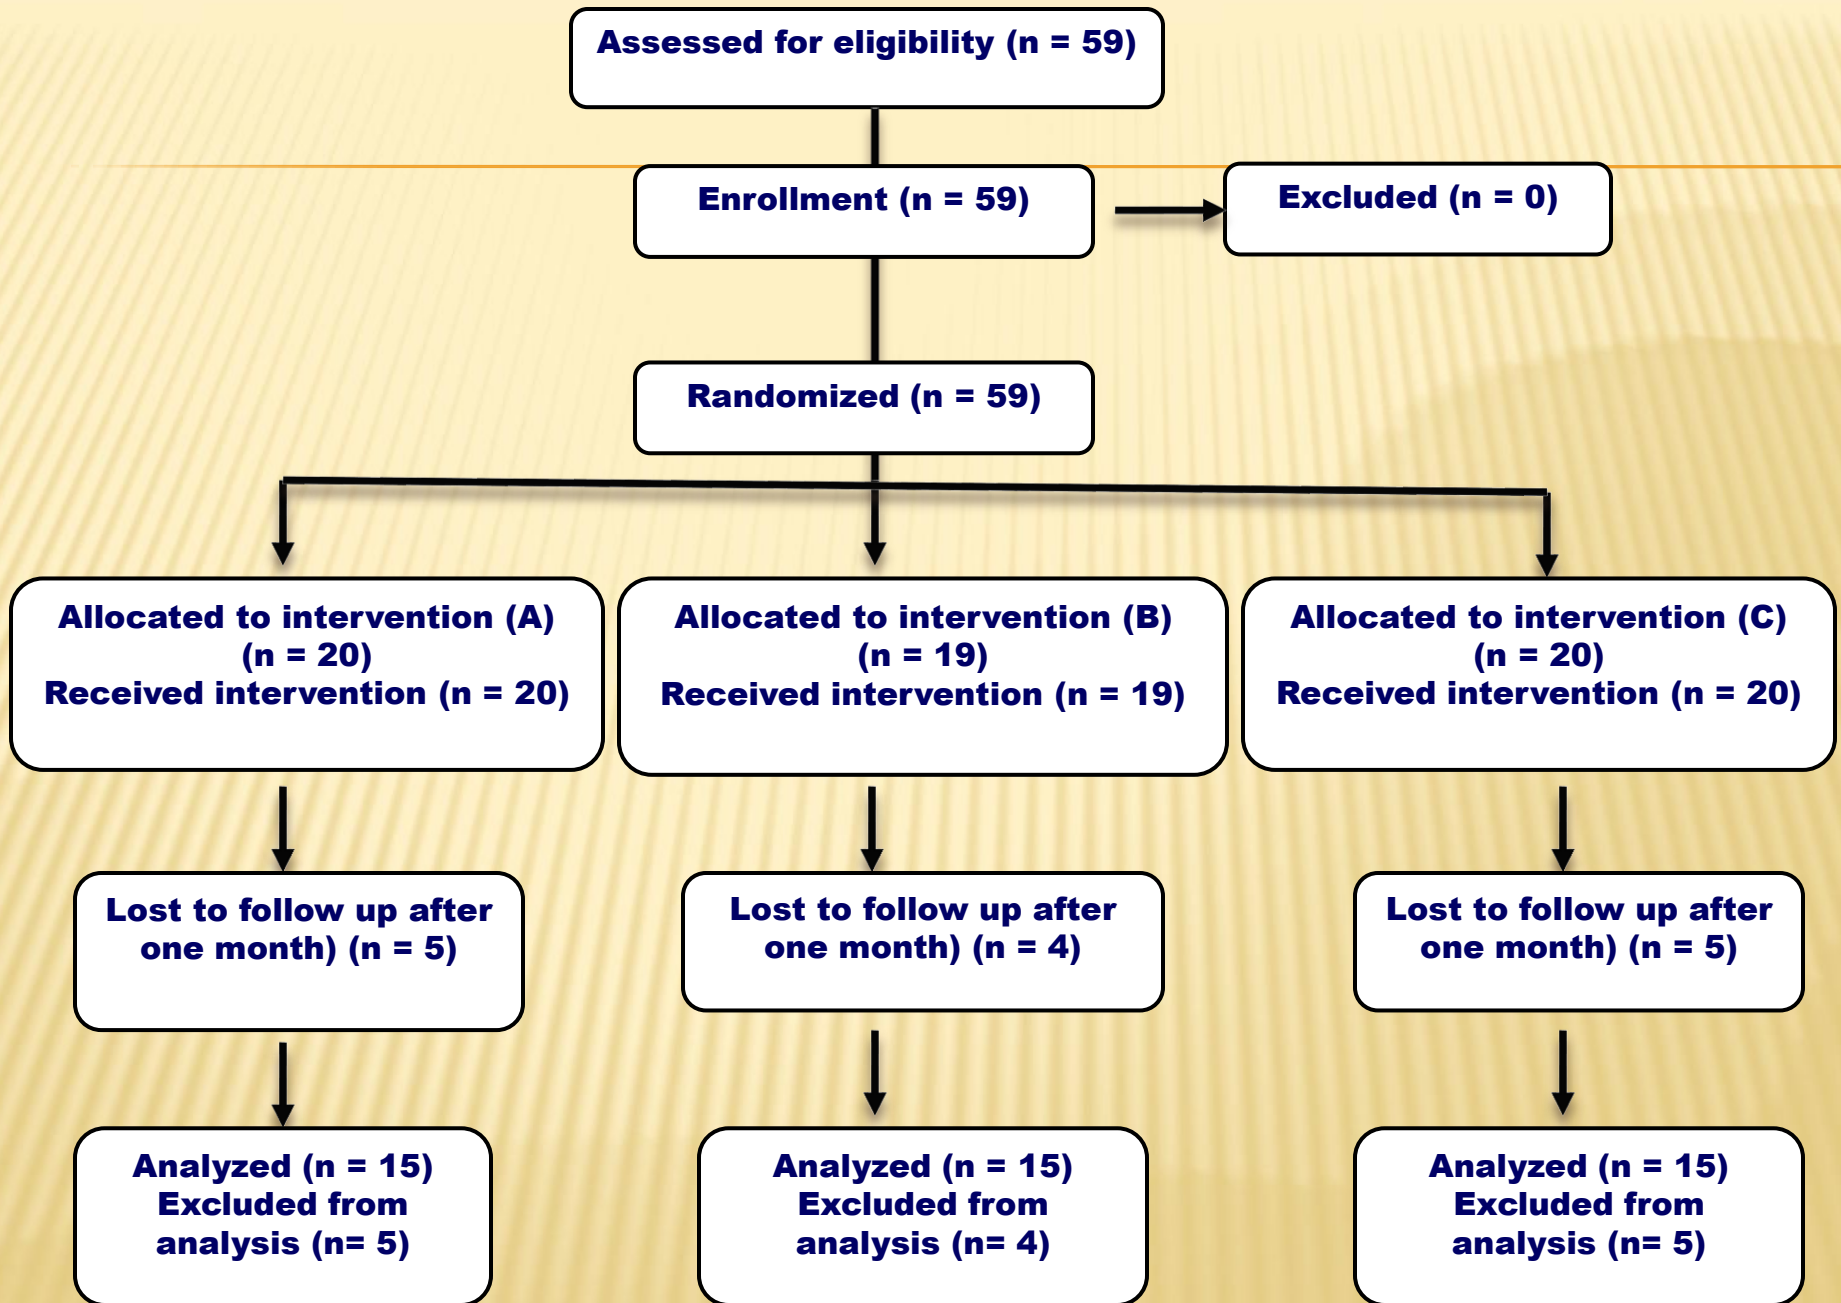 Assessed for eligibility (n = 59)
Enrollment (n = 59)
Excluded (n = 0)
Randomized (n = 59)
Allocated to intervention (A)
(n = 20)
Received intervention (n = 20)
Allocated to intervention (B)
(n = 19)
Received intervention (n = 19)
Allocated to intervention (C)
(n = 20)
Received intervention (n = 20)
Lost to follow up after
one month) (n = 5)
Lost to follow up after
one month) (n = 4)
Lost to follow up after
one month) (n = 5)
Analyzed (n = 15)
Excluded from
analysis (n= 5)
Analyzed (n = 15)
Excluded from
analysis (n= 4)
Analyzed (n = 15)
Excluded from
analysis (n= 5)